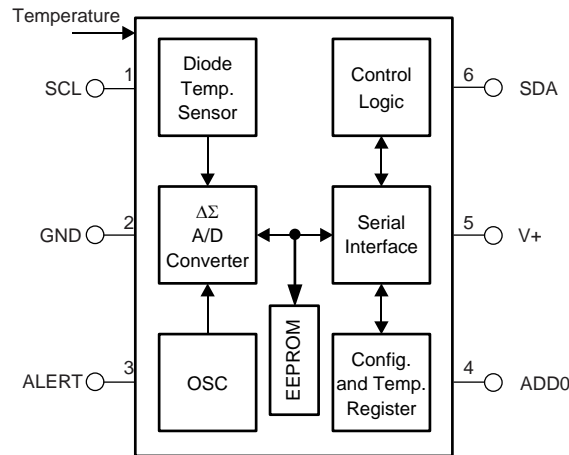 Temperature
1
SCL
Diode
Temp.
Sensor
Control
Logic
6
SDA
2
GND
ΔΣ
A/D
Converter
Serial
Interface
5
V+
3
ALERT
OSC
EEPROM
Config.
and Temp.
Register
4
ADD0